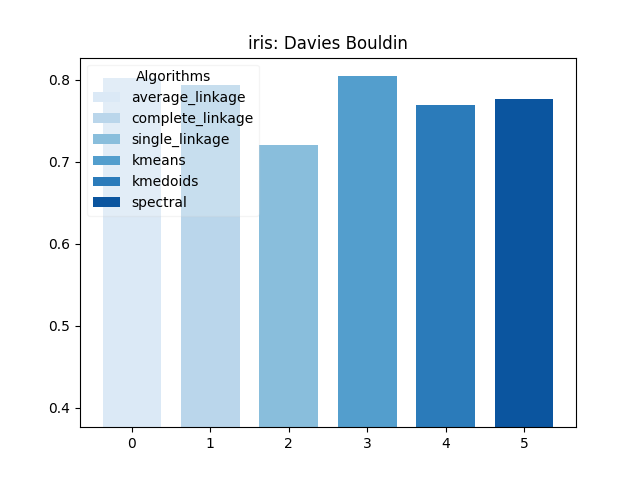 iris: Davies Bouldin
0.8
0.7
0.6
0.5
0.4
Algorithms
average_linkage
complete_linkage
single_linkage
kmeans
kmedoids
spectral
0 1 2 3 4 5